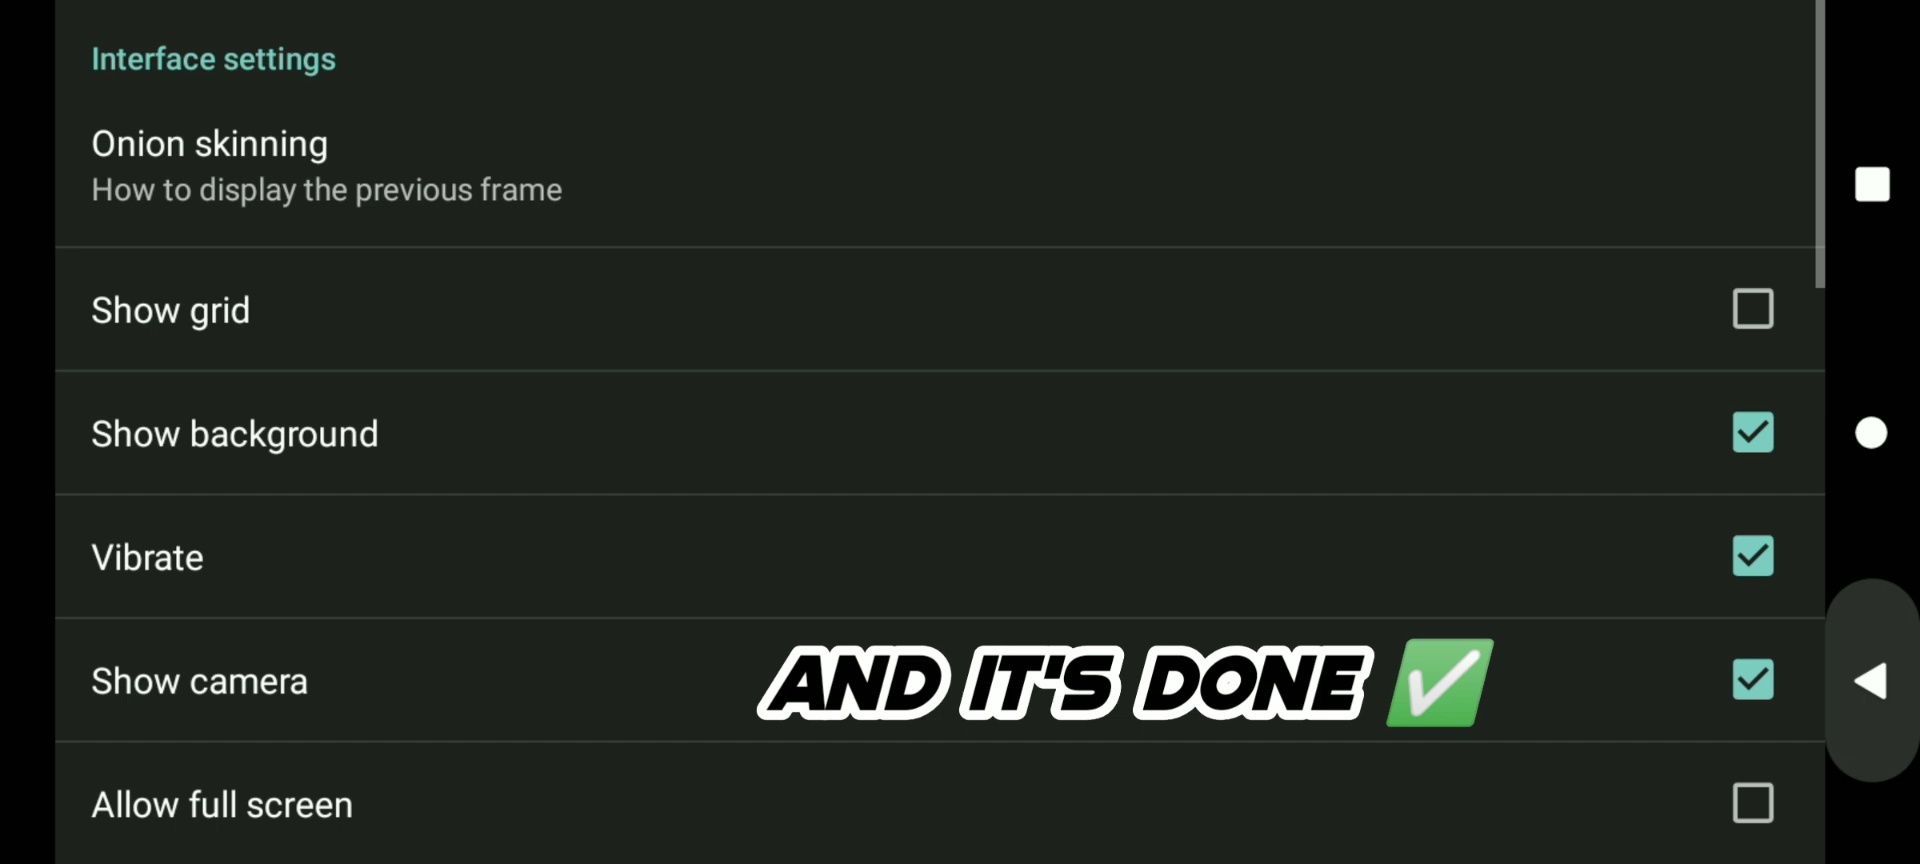 Interface settings
Onion skinning
How to display the previous frame
Show grid
Show background
Vibrate
Show camera
AND IT'S DONE ✅
Allow full screen